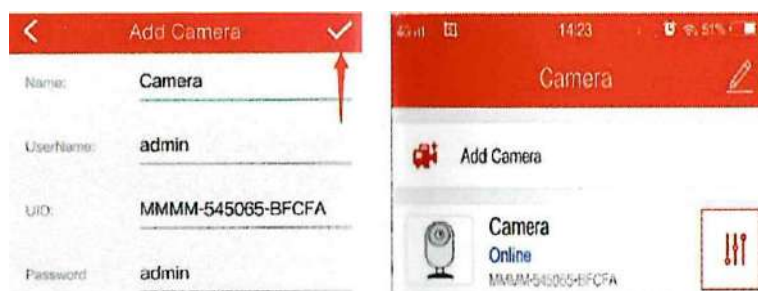 Add Camera
Name: Camera
UserName: admin
UID: MMMM-545065-BFCFA
Password admin
14:23 51%
Camera
Add Camera
Camera
Online
MMMM-545065-BFCFA